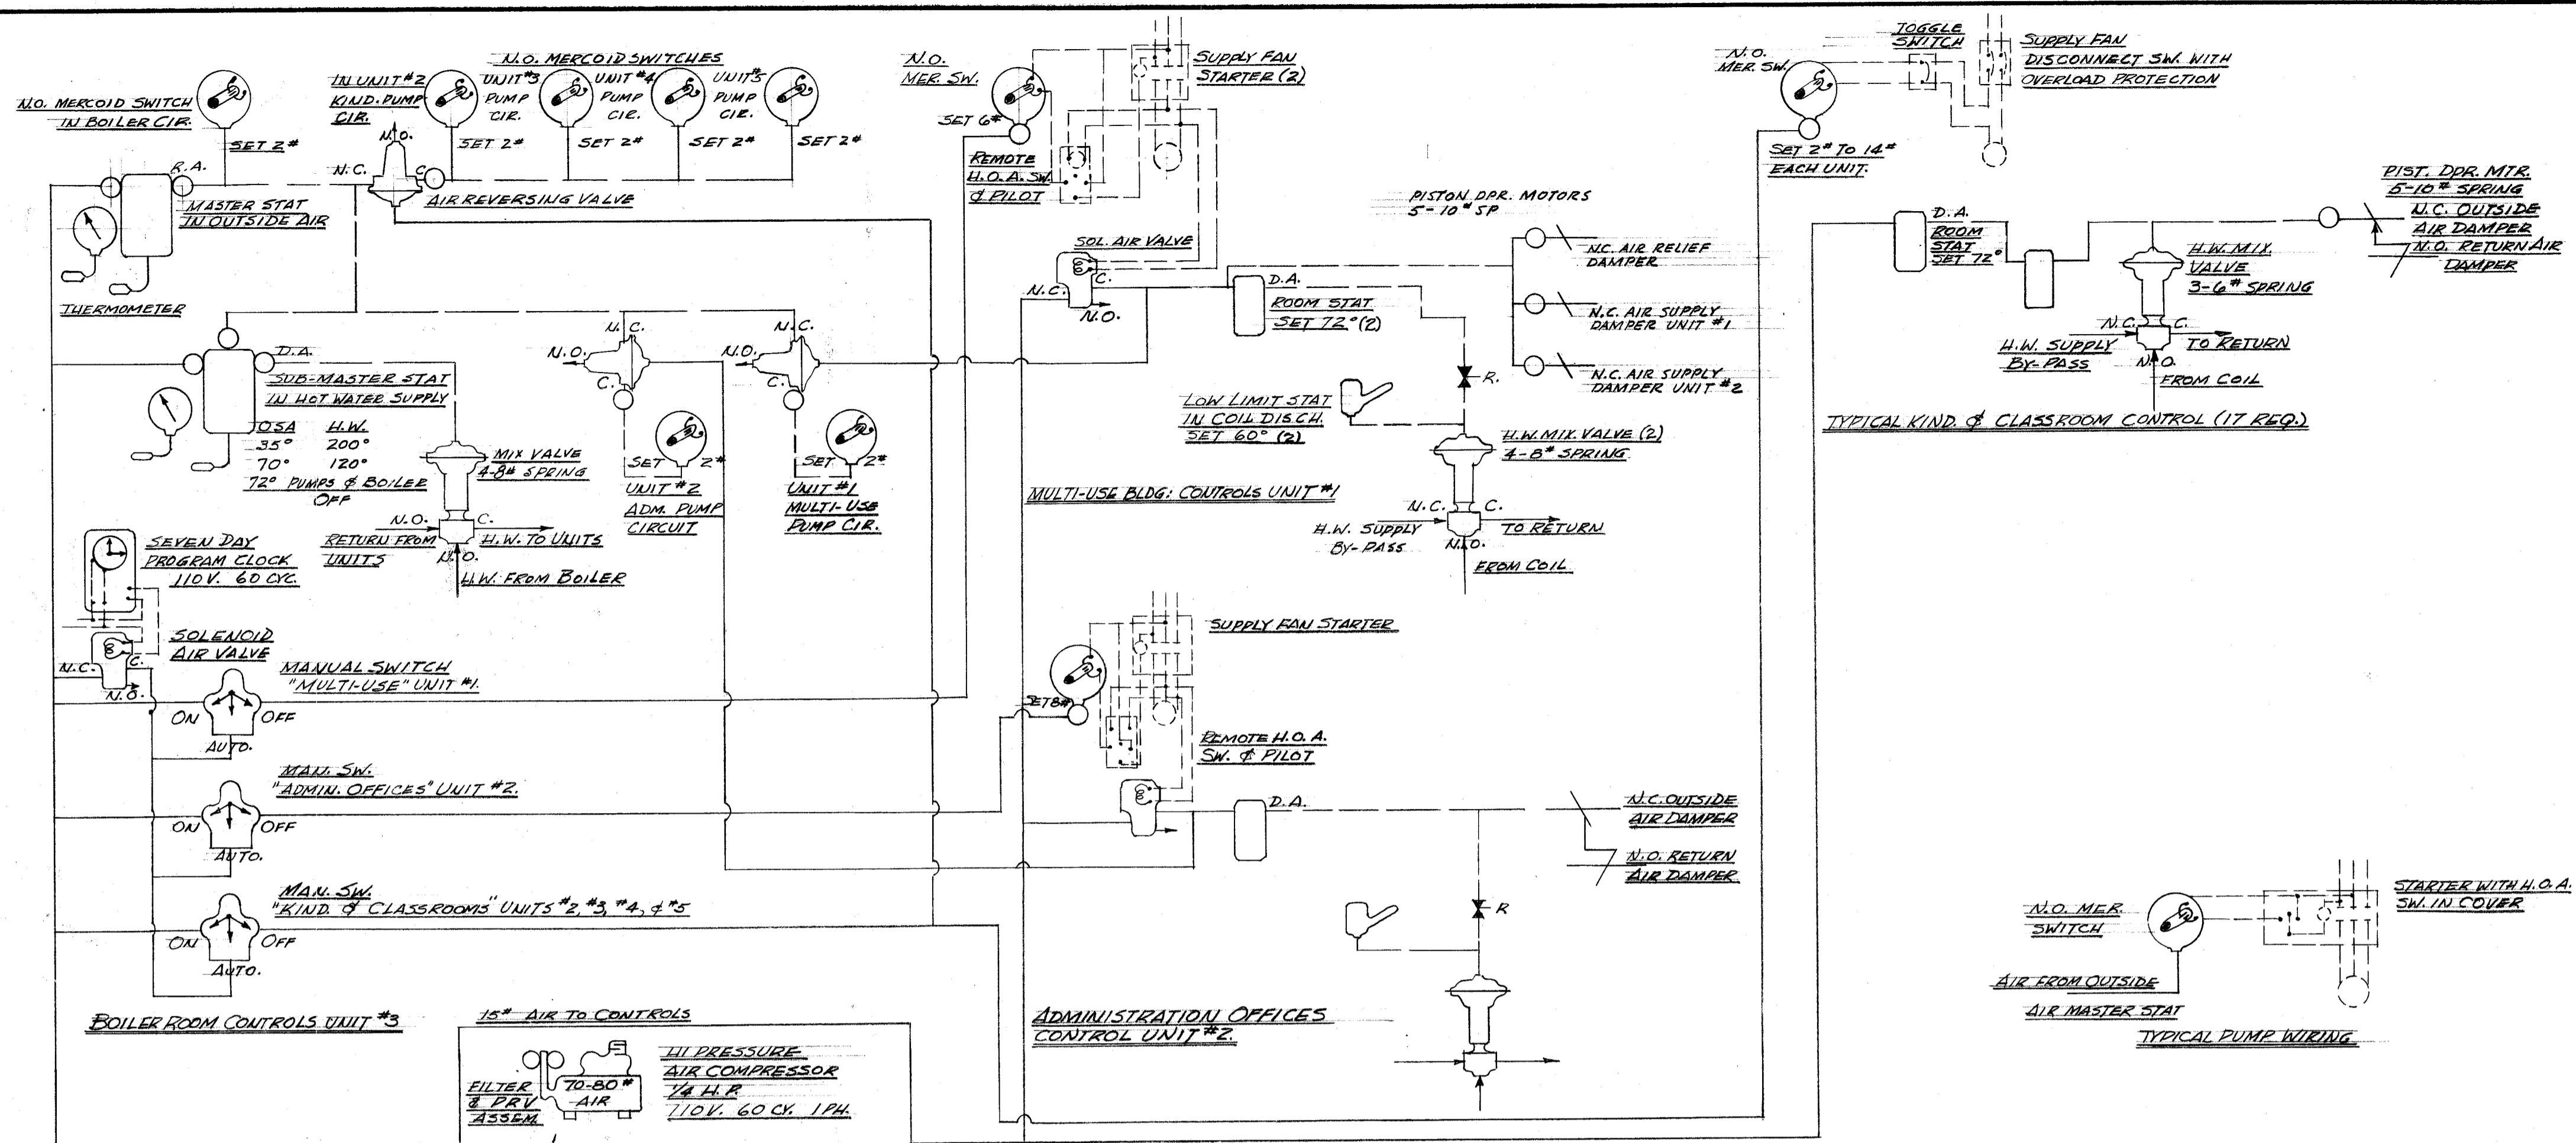 N.O. MERCOID SWITCH
IN BOILER CIR.
SET 2#
R.A.
MASTER STAT
IN OUTSIDE AIR
THERMOMETER
N.O. MERCOID SWITCHES
IN UNIT #2
KIND. PUMP
CIR.
UNIT #3
PUMP
CIR.
UNIT #4
PUMP
CIR.
UNIT #5
PUMP
CIR.
SET 2#
SET 2#
SET 2#
SET 2#
N.O.
N.C.
C.
AIR REVERSING VALVE
D.A.
SUB-MASTER STAT
IN HOT WATER SUPPLY
OSA H.W.
35° 200°
70° 120°
72° PUMPS & BOILER
OFF
MIX VALVE
4-8# SPRING
N.O.
C.
RETURN FROM
UNITS
H.W. TO UNITS
N.O.
H.W. FROM BOILER
N.C.
N.O.
C.
SET 2#
UNIT #2
ADM. PUMP
CIRCUIT
N.C.
N.O.
C.
SET 2#
UNIT #1
MULTI-USE
PUMP CIR.
SEVEN DAY
PROGRAM CLOCK
110V. 60 CYC.
SOLENOID
AIR VALVE
N.C.
C.
N.O.
MANUAL SWITCH
"MULTI-USE" UNIT #1.
ON OFF
AUTO.
MAN. SW.
"ADMIN. OFFICES" UNIT #2.
ON OFF
AUTO.
MAN. SW.
"KIND. & CLASSROOMS" UNITS #2, #3, #4, & #5
ON OFF
AUTO.
BOILER ROOM CONTROLS UNIT #3
15# AIR TO CONTROLS
FILTER
& PRV
ASSEM.
70-80#
AIR
HI PRESSURE
AIR COMPRESSOR
1/4 H.P.
110V. 60 CY. 1 PH.
N.O.
MER. SW.
SET 6#
SUPPLY FAN
STARTER (2)
REMOTE
H.O.A. SW.
& PILOT
SOL. AIR VALVE
N.C.
C.
N.O.
D.A.
ROOM STAT
SET 72° (2)
PISTON DPR. MOTORS
5-10# SP
N.C. AIR RELIEF
DAMPER
N.C. AIR SUPPLY
DAMPER UNIT #1
N.C. AIR SUPPLY
DAMPER UNIT #2
R.
LOW LIMIT STAT
IN COIL DISCH.
SET 60° (2)
H.W. MIX. VALVE (2)
4-8# SPRING
MULTI-USE BLDG: CONTROLS UNIT #1
N.C.
C.
H.W. SUPPLY
BY-PASS
TO RETURN
N.O.
FROM COIL
SUPPLY FAN STARTER
SET 8#
REMOTE H.O.A.
SW. & PILOT
D.A.
N.C. OUTSIDE
AIR DAMPER
N.O. RETURN
AIR DAMPER
R
ADMINISTRATION OFFICES
CONTROL UNIT #2.
N.O.
MER. SW.
TOGGLE
SWITCH
SUPPLY FAN
DISCONNECT SW. WITH
OVERLOAD PROTECTION
SET 2# TO 14#
EACH UNIT.
D.A.
ROOM
STAT
SET 72°
PIST. DPR. MTR.
5-10# SPRING
N.C. OUTSIDE
AIR DAMPER
N.O. RETURN AIR
DAMPER
H.W. MIX.
VALVE
3-6# SPRING
N.C.
C.
H.W. SUPPLY
BY-PASS
TO RETURN
N.O.
FROM COIL
TYPICAL KIND. & CLASSROOM CONTROL (17 REQ.)
N.O. MER.
SWITCH
STARTER WITH H.O.A.
SW. IN COVER
AIR FROM OUTSIDE
AIR MASTER STAT
TYPICAL PUMP WIRING